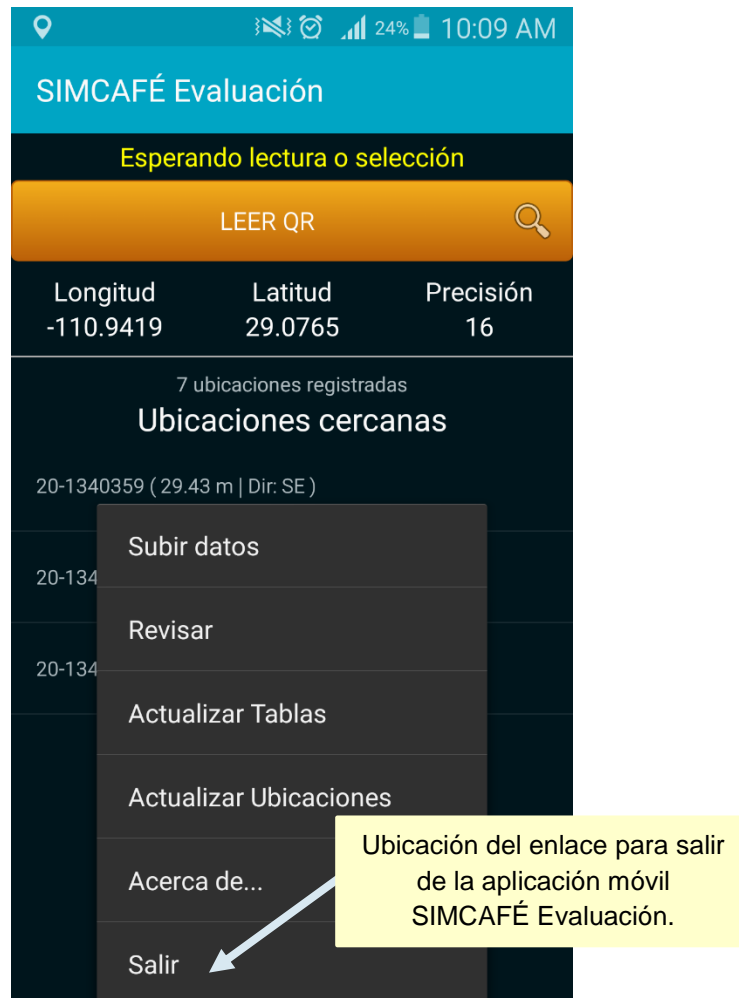 24% 10:09 AM
SIMCAFÉ Evaluación
Esperando lectura o selección
LEER QR
Longitud Latitud Precisión
-110.9419 29.0765 16
7 ubicaciones registradas
Ubicaciones cercanas
20-1340359 ( 29.43 m | Dir: SE )
20-134
20-134
Subir datos
Revisar
Actualizar Tablas
Actualizar Ubicaciones
Acerca de...
Salir
Ubicación del enlace para salir
de la aplicación móvil
SIMCAFÉ Evaluación.